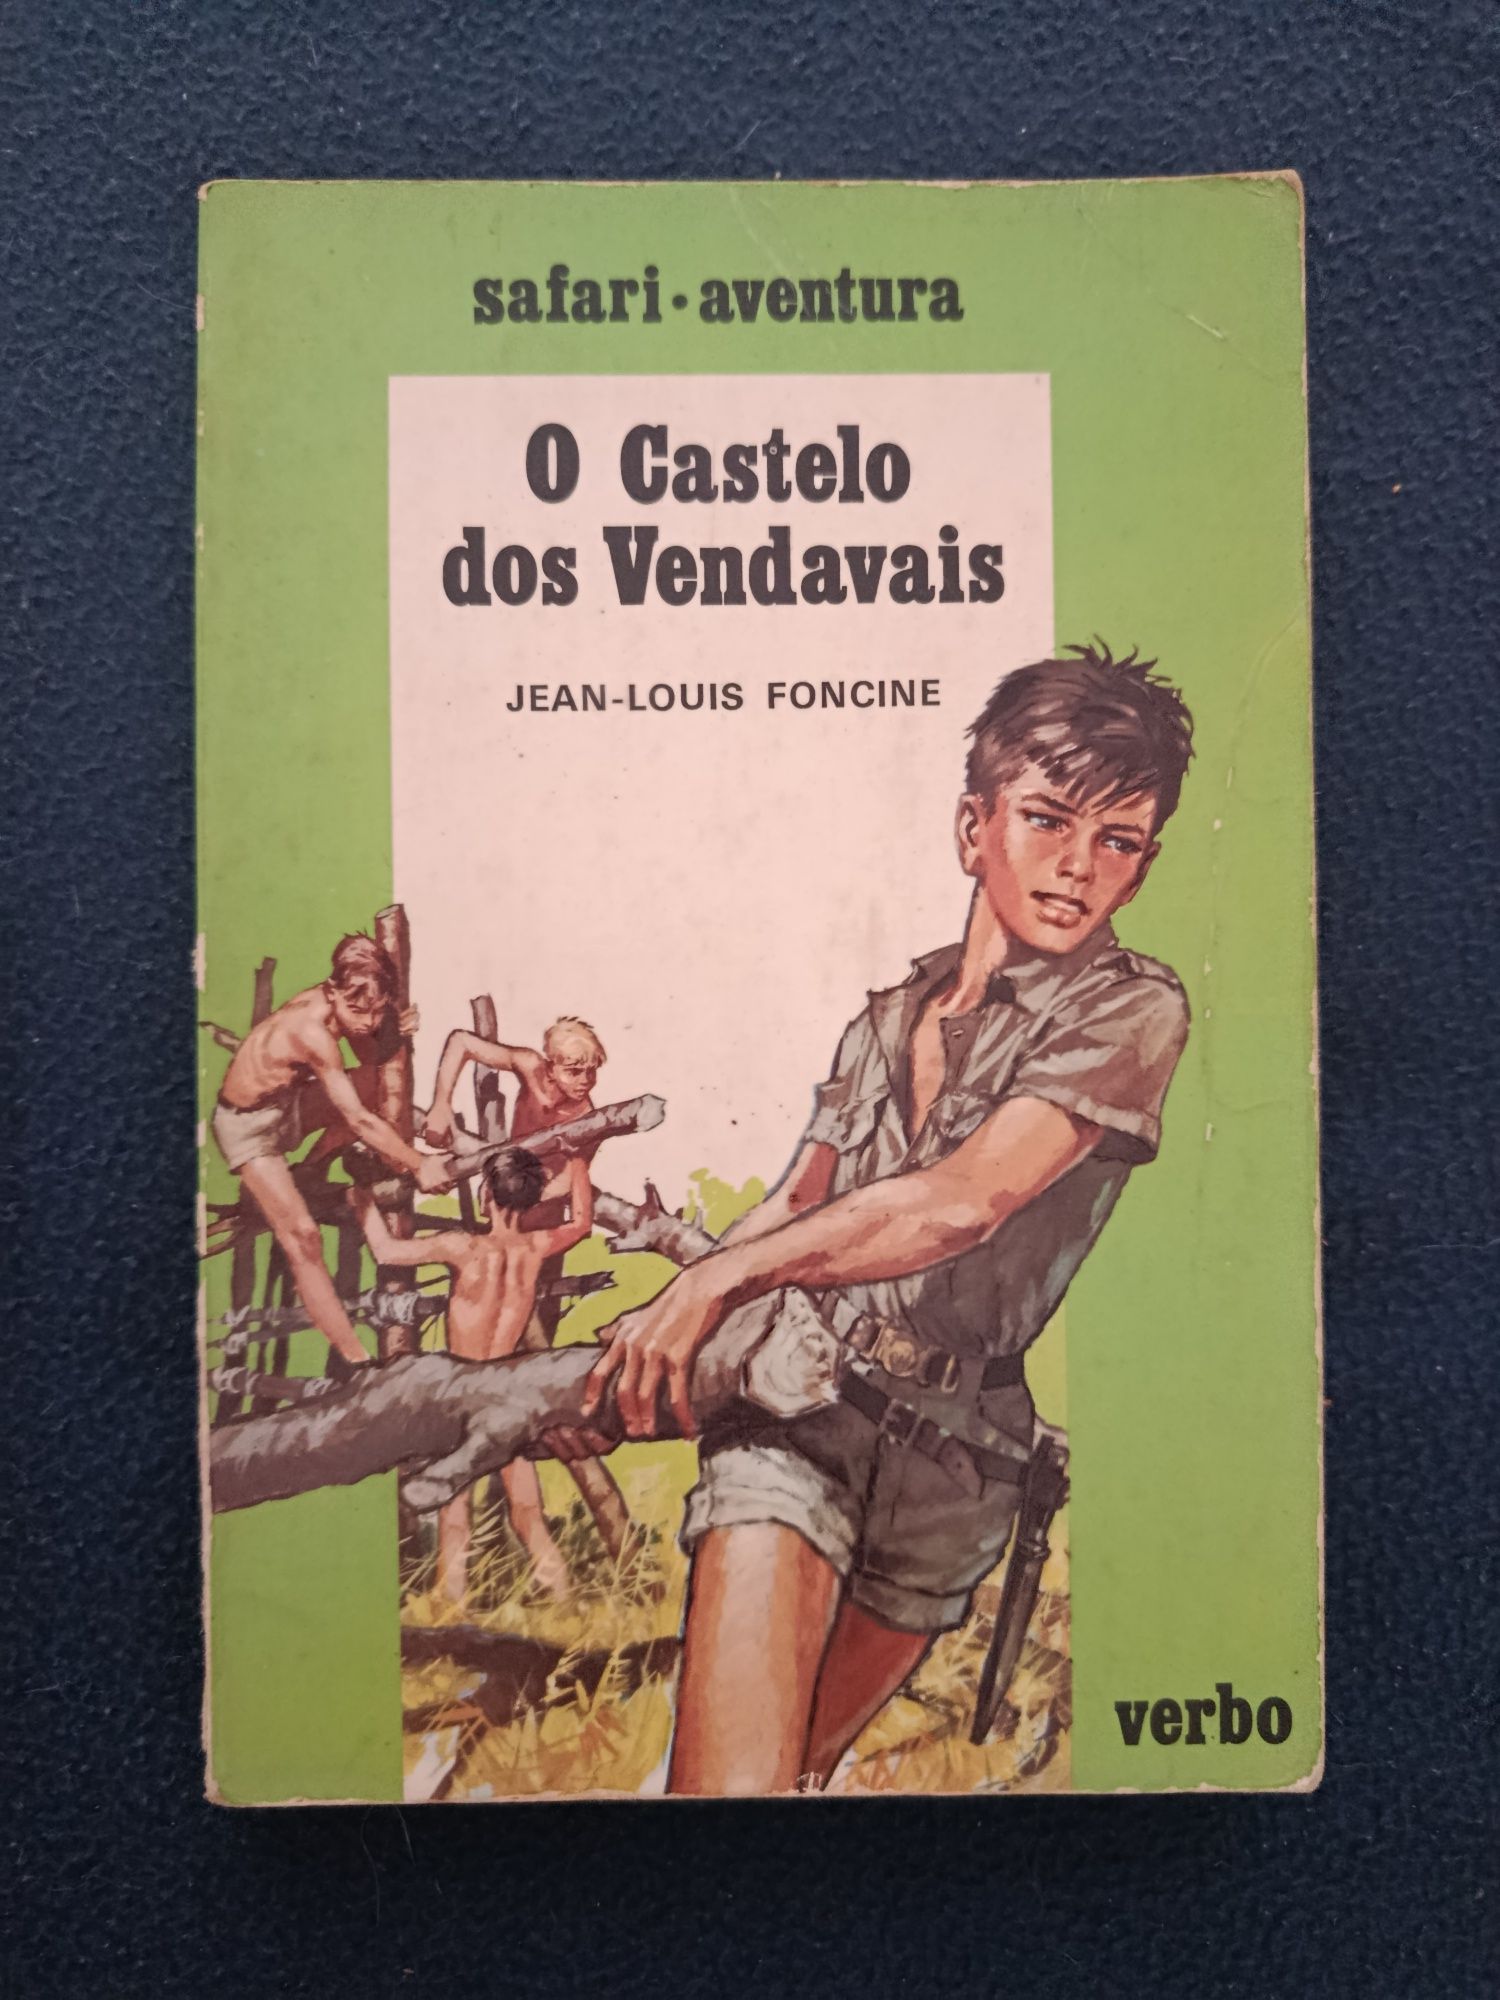 safari • aventura
O Castelo
dos Vendavais
JEAN-LOUIS FONCINE
verbo